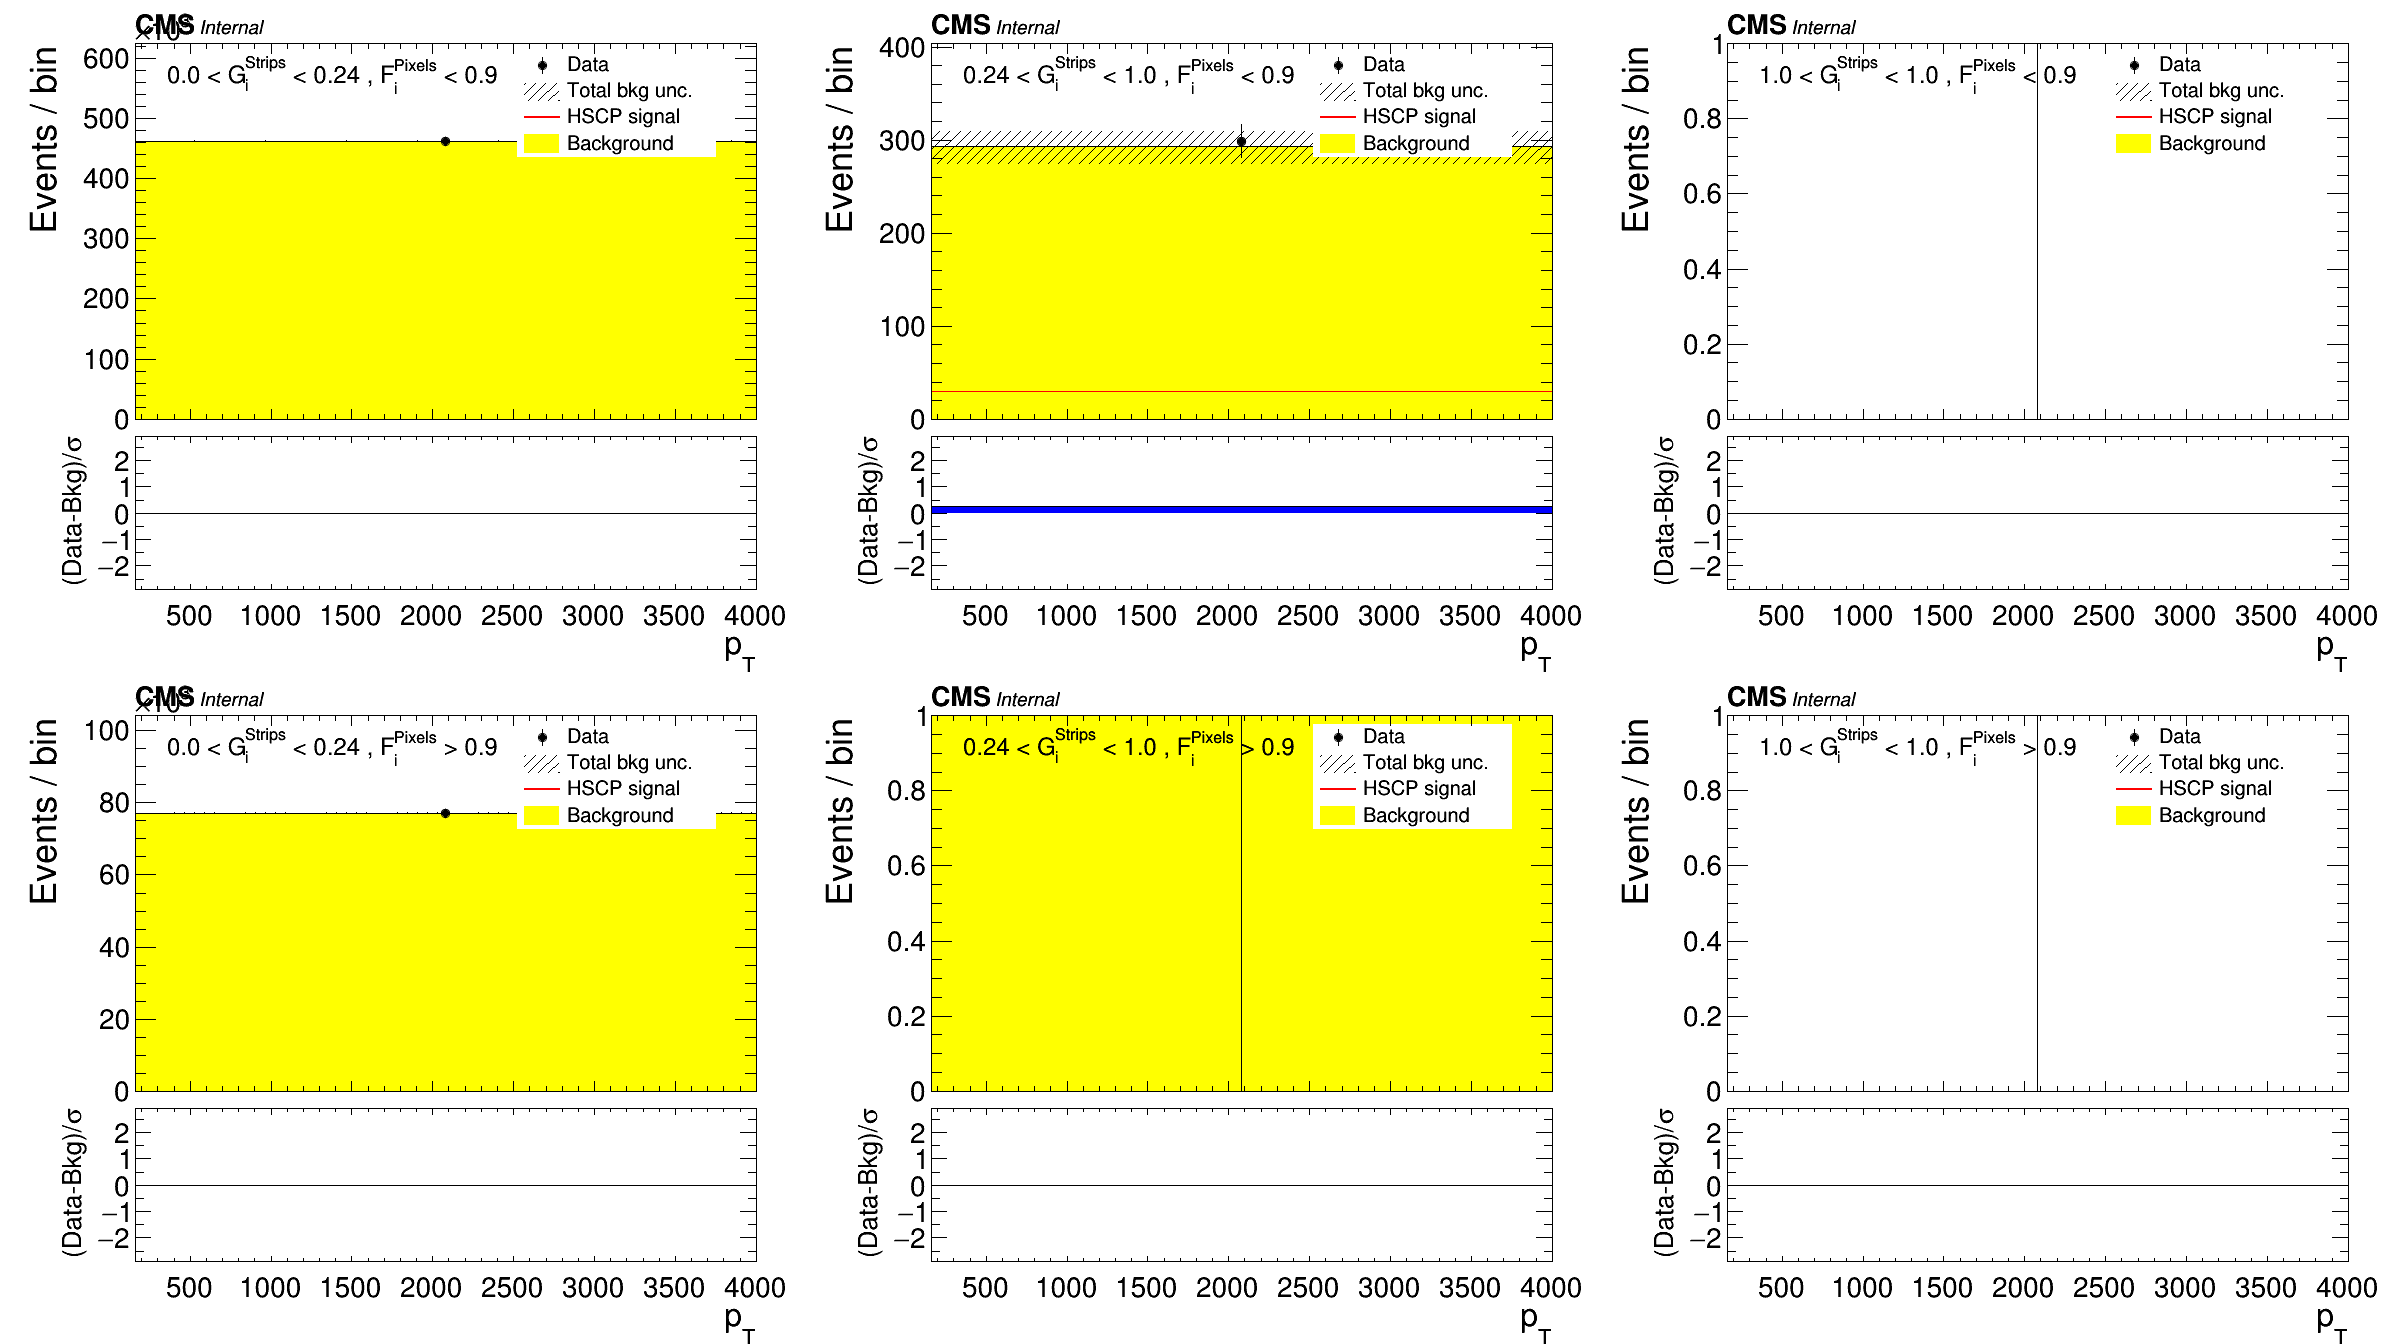 CMS Internal
Events / bin
600
500
400
300
200
100
0
0.0 < G_i^Strips < 0.24 , F_i^Pixels < 0.9
Data
Total bkg unc.
HSCP signal
Background
(Data-Bkg)/σ
2
1
0
−1
−2
500 1000 1500 2000 2500 3000 3500 4000
p_T
CMS Internal
Events / bin
400
300
200
100
0
0.24 < G_i^Strips < 1.0 , F_i^Pixels < 0.9
Data
Total bkg unc.
HSCP signal
Background
(Data-Bkg)/σ
2
1
0
−1
−2
500 1000 1500 2000 2500 3000 3500 4000
p_T
CMS Internal
Events / bin
1
0.8
0.6
0.4
0.2
0
1.0 < G_i^Strips < 1.0 , F_i^Pixels < 0.9
Data
Total bkg unc.
HSCP signal
Background
(Data-Bkg)/σ
2
1
0
−1
−2
500 1000 1500 2000 2500 3000 3500 4000
p_T
CMS Internal
Events / bin
100
80
60
40
20
0
0.0 < G_i^Strips < 0.24 , F_i^Pixels > 0.9
Data
Total bkg unc.
HSCP signal
Background
(Data-Bkg)/σ
2
1
0
−1
−2
500 1000 1500 2000 2500 3000 3500 4000
p_T
CMS Internal
Events / bin
1
0.8
0.6
0.4
0.2
0
0.24 < G_i^Strips < 1.0 , F_i^Pixels > 0.9
Data
Total bkg unc.
HSCP signal
Background
(Data-Bkg)/σ
2
1
0
−1
−2
500 1000 1500 2000 2500 3000 3500 4000
p_T
CMS Internal
Events / bin
1
0.8
0.6
0.4
0.2
0
1.0 < G_i^Strips < 1.0 , F_i^Pixels > 0.9
Data
Total bkg unc.
HSCP signal
Background
(Data-Bkg)/σ
2
1
0
−1
−2
500 1000 1500 2000 2500 3000 3500 4000
p_T